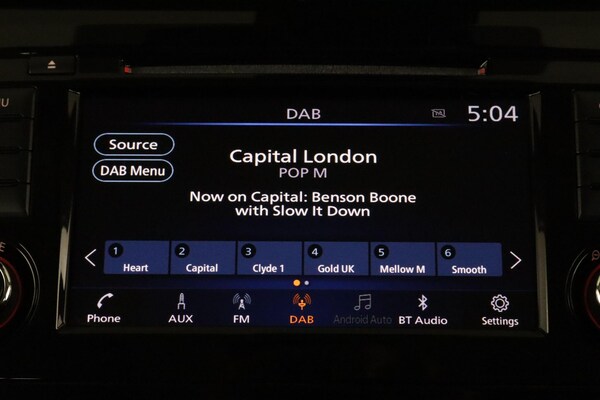 DAB
5:04
Source
DAB Menu
Capital London
POP M
Now on Capital: Benson Boone
with Slow It Down
1
Heart
2
Capital
3
Clyde 1
4
Gold UK
5
Mellow M
6
Smooth
Phone
AUX
FM
DAB
Android Auto
BT Audio
Settings